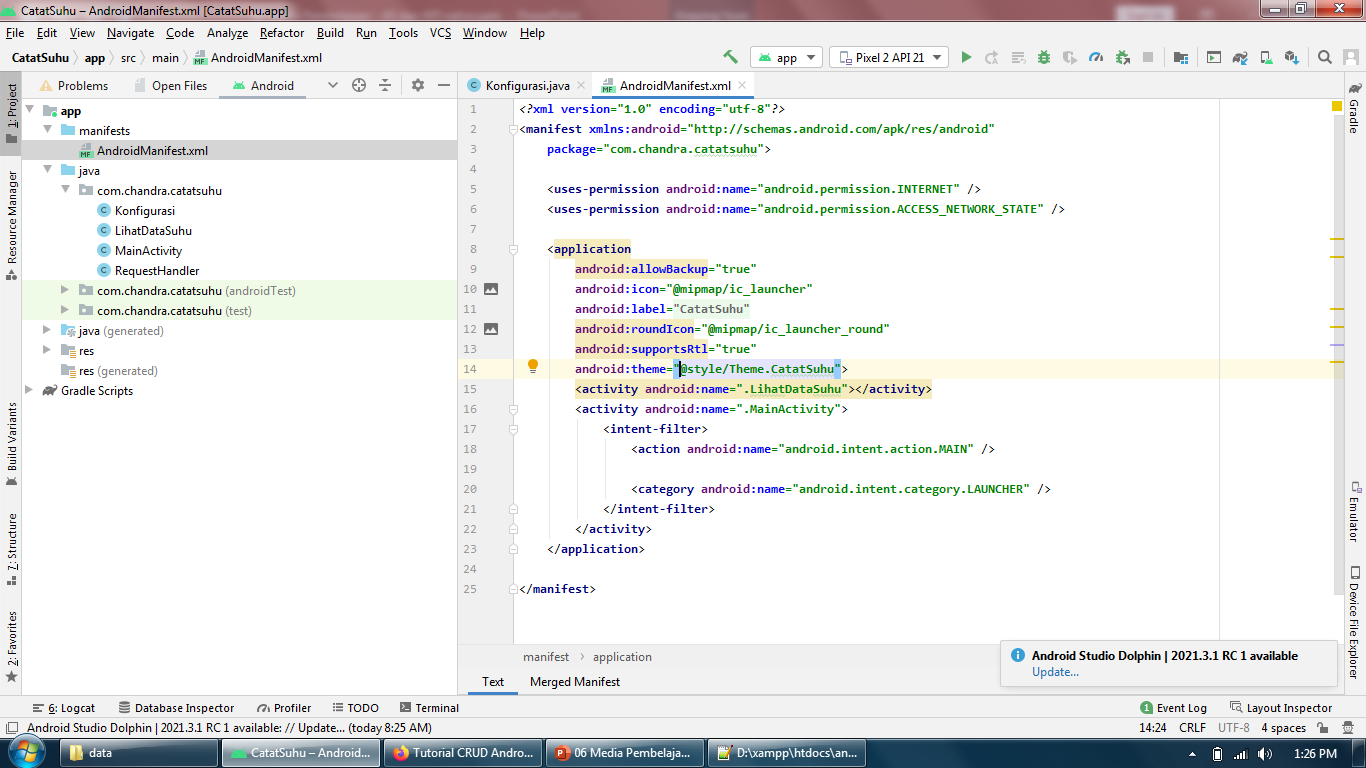 CatatSuhu – AndroidManifest.xml [CatatSuhu.app]
File Edit View Navigate Code Analyze Refactor Build Run Tools VCS Window Help
CatatSuhu app src main AndroidManifest.xml
app Pixel 2 API 21
Problems Open Files Android
Konfigurasi.java AndroidManifest.xml
1: Project
Resource Manager
Build Variants
7: Structure
2: Favorites
app
manifests
AndroidManifest.xml
java
com.chandra.catatsuhu
Konfigurasi
LihatDataSuhu
MainActivity
RequestHandler
com.chandra.catatsuhu (androidTest)
com.chandra.catatsuhu (test)
java (generated)
res
res (generated)
Gradle Scripts
1 <?xml version="1.0" encoding="utf-8"?>
2 <manifest xmlns:android="http://schemas.android.com/apk/res/android"
3 package="com.chandra.catatsuhu">
4
5 <uses-permission android:name="android.permission.INTERNET" />
6 <uses-permission android:name="android.permission.ACCESS_NETWORK_STATE" />
7
8 <application
9 android:allowBackup="true"
10 android:icon="@mipmap/ic_launcher"
11 android:label="CatatSuhu"
12 android:roundIcon="@mipmap/ic_launcher_round"
13 android:supportsRtl="true"
14 android:theme="@style/Theme.CatatSuhu">
15 <activity android:name=".LihatDataSuhu"></activity>
16 <activity android:name=".MainActivity">
17 <intent-filter>
18 <action android:name="android.intent.action.MAIN" />
19
20 <category android:name="android.intent.category.LAUNCHER" />
21 </intent-filter>
22 </activity>
23 </application>
24
25 </manifest>
Gradle
Emulator
Device File Explorer
manifest application
Text Merged Manifest
Android Studio Dolphin | 2021.3.1 RC 1 available
Update...
6: Logcat Database Inspector Profiler TODO Terminal 1 Event Log Layout Inspector
Android Studio Dolphin | 2021.3.1 RC 1 available: // Update... (today 8:25 AM) 14:24 CRLF UTF-8 4 spaces
data CatatSuhu – Android... Tutorial CRUD Andro... 06 Media Pembelaja... D:\xampp\htdocs\an... 1:26 PM